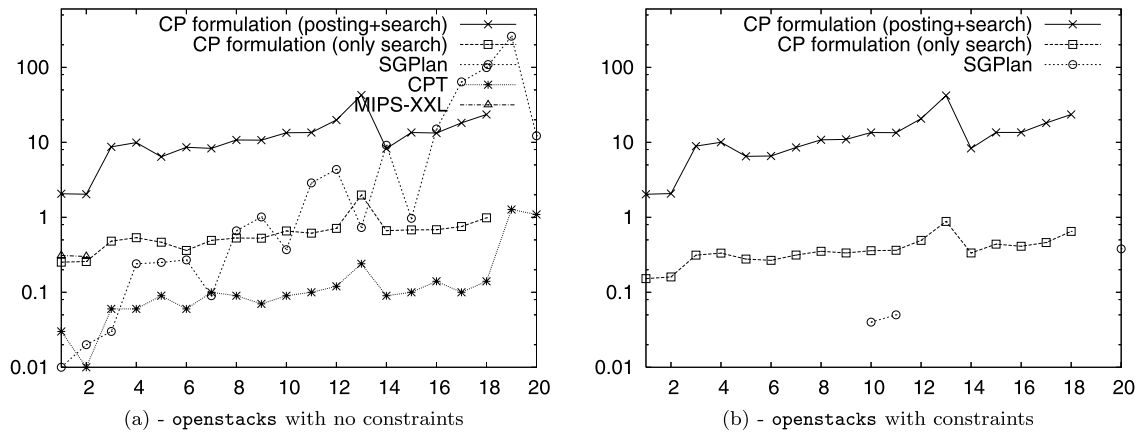 CP formulation (posting+search)
CP formulation (only search)
SGPlan
CPT
MIPS-XXL
100
10
1
0.1
0.01
2 4 6 8 10 12 14 16 18 20
(a) - openstacks with no constraints
CP formulation (posting+search)
CP formulation (only search)
SGPlan
100
10
1
0.1
0.01
2 4 6 8 10 12 14 16 18 20
(b) - openstacks with constraints